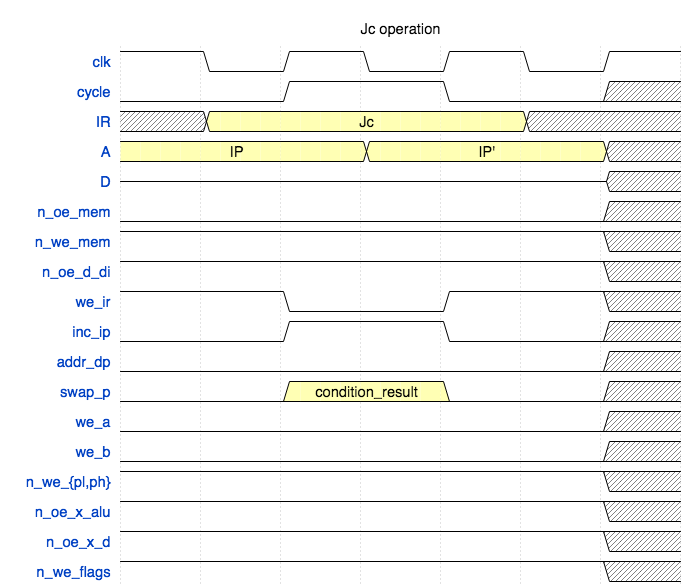 Jc operation
clk
cycle
IR Jc
A IP IP'
D
n_oe_mem
n_we_mem
n_oe_d_di
we_ir
inc_ip
addr_dp
swap_p condition_result
we_a
we_b
n_we_{pl,ph}
n_oe_x_alu
n_oe_x_d
n_we_flags